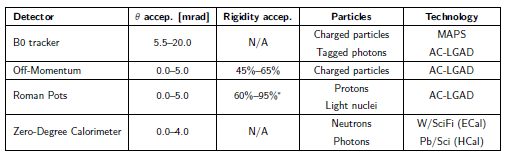 Detector θ accep. [mrad] Rigidity accep. Particles Technology
B0 tracker 5.5–20.0 N/A Charged particles MAPS
Tagged photons AC-LGAD
Off-Momentum 0.0–5.0 45%–65% Charged particles AC-LGAD
Roman Pots 0.0–5.0 60%–95%* Protons AC-LGAD
Light nuclei
Zero-Degree Calorimeter 0.0–4.0 N/A Neutrons W/SciFi (ECal)
Photons Pb/Sci (HCal)